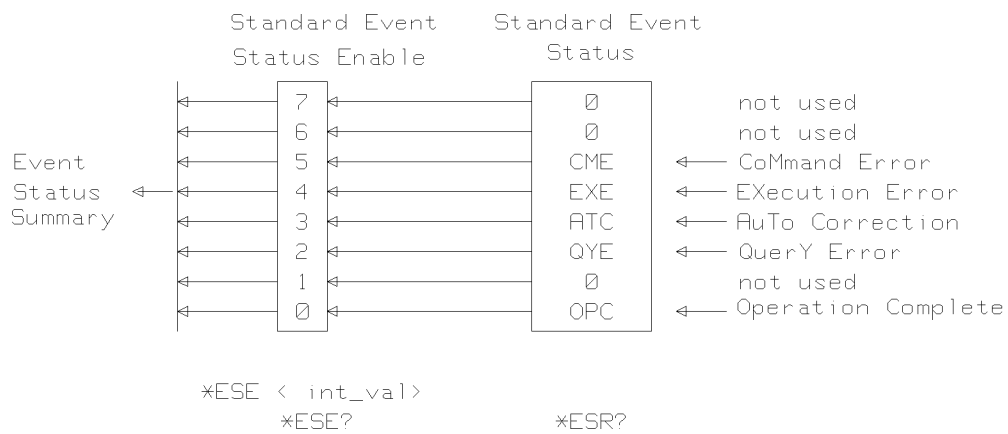 Standard Event Standard Event
Status Enable Status
7 0 not used
6 0 not used
Event 5 CME CoMmand Error
Status 4 EXE EXecution Error
Summary 3 ATC AuTo Correction
2 QYE QuerY Error
1 0 not used
0 OPC Operation Complete
*ESE < int_val>
*ESE? *ESR?